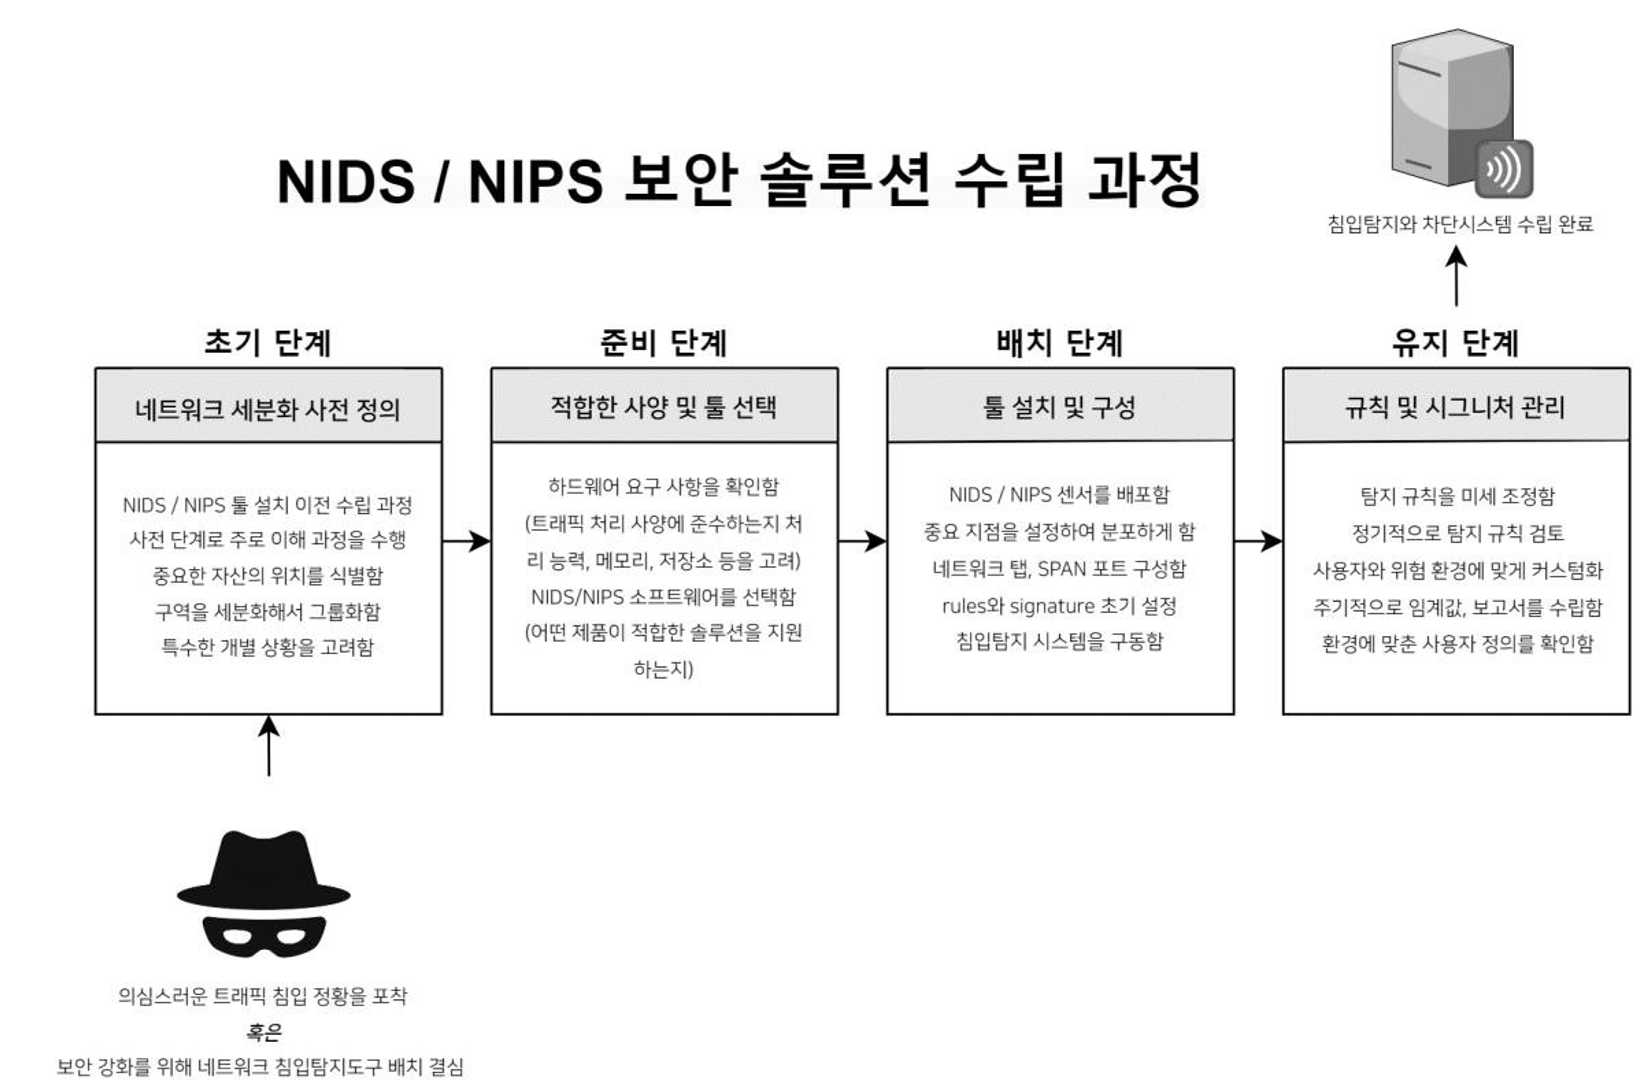 NIDS / NIPS 보안 솔루션 수립 과정
침입탐지와 차단시스템 수립 완료
초기 단계
네트워크 세분화 사전 정의
NIDS / NIPS 툴 설치 이전 수립 과정
사전 단계로 주로 이해 과정을 수행
중요한 자산의 위치를 식별함
구역을 세분화해서 그룹화함
특수한 개별 상황을 고려함
준비 단계
적합한 사양 및 툴 선택
하드웨어 요구 사항을 확인함
(트래픽 처리 사양에 준수하는지 처
리 능력, 메모리, 저장소 등을 고려)
NIDS/NIPS 소프트웨어를 선택함
(어떤 제품이 적합한 솔루션을 지원
하는지)
배치 단계
툴 설치 및 구성
NIDS / NIPS 센서를 배포함
중요 지점을 설정하여 분포하게 함
네트워크 탭, SPAN 포트 구성함
rules와 signature 초기 설정
침입탐지 시스템을 구동함
유지 단계
규칙 및 시그니처 관리
탐지 규칙을 미세 조정함
정기적으로 탐지 규칙 검토
사용자와 위험 환경에 맞게 커스텀화
주기적으로 임계값, 보고서를 수립함
환경에 맞춘 사용자 정의를 확인함
의심스러운 트래픽 침입 정황을 포착
혹은
보안 강화를 위해 네트워크 침입탐지도구 배치 결심